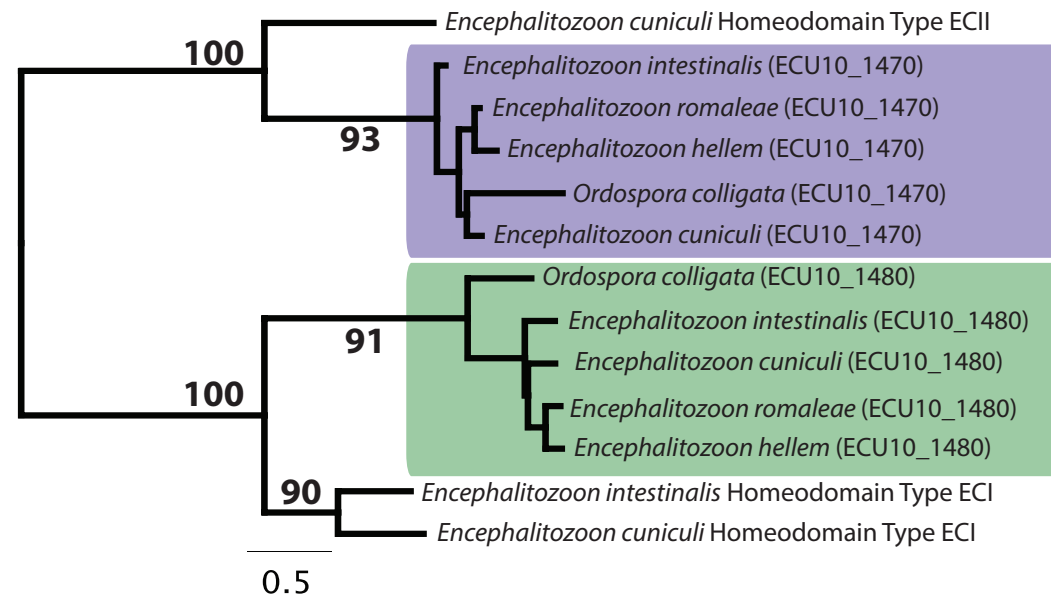 Encephalitozoon cuniculi Homeodomain Type ECII
100
Encephalitozoon intestinalis (ECU10_1470)
Encephalitozoon romaleae (ECU10_1470)
93
Encephalitozoon hellem (ECU10_1470)
Ordospora colligata (ECU10_1470)
Encephalitozoon cuniculi (ECU10_1470)
Ordospora colligata (ECU10_1480)
Encephalitozoon intestinalis (ECU10_1480)
91
Encephalitozoon cuniculi (ECU10_1480)
100
Encephalitozoon romaleae (ECU10_1480)
Encephalitozoon hellem (ECU10_1480)
90
Encephalitozoon intestinalis Homeodomain Type ECI
Encephalitozoon cuniculi Homeodomain Type ECI
0.5